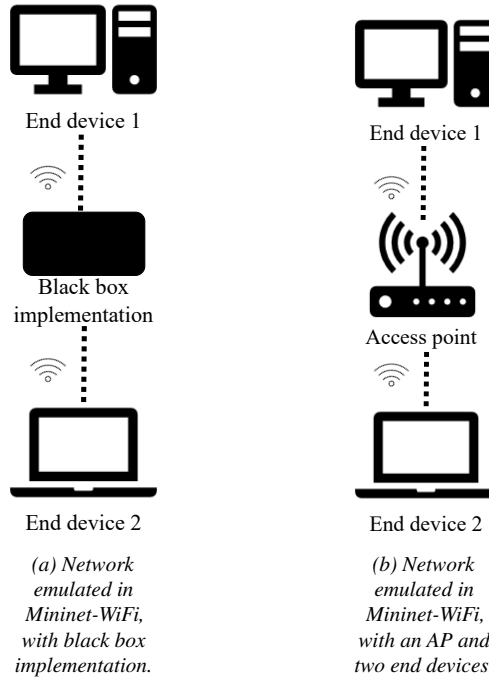 End device 1
Black box
implementation
End device 2
(a) Network
emulated in
Mininet-WiFi,
with black box
implementation.
End device 1
Access point
End device 2
(b) Network
emulated in
Mininet-WiFi,
with an AP and
two end devices